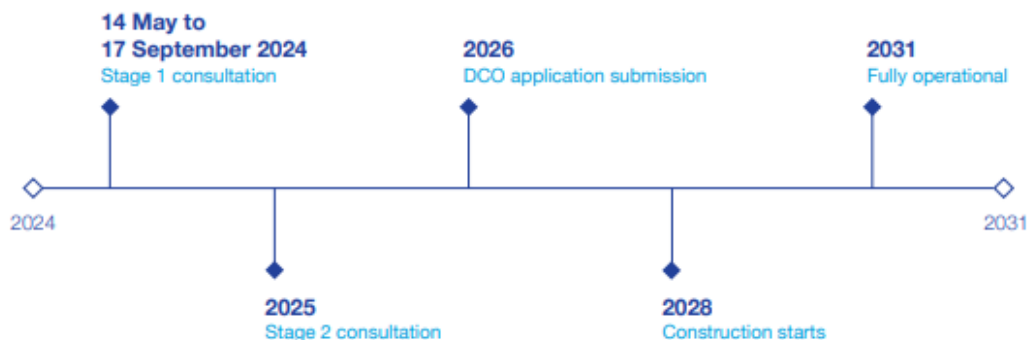 14 May to
17 September 2024
Stage 1 consultation
2026
DCO application submission
2031
Fully operational
2024
2031
2025
Stage 2 consultation
2028
Construction starts